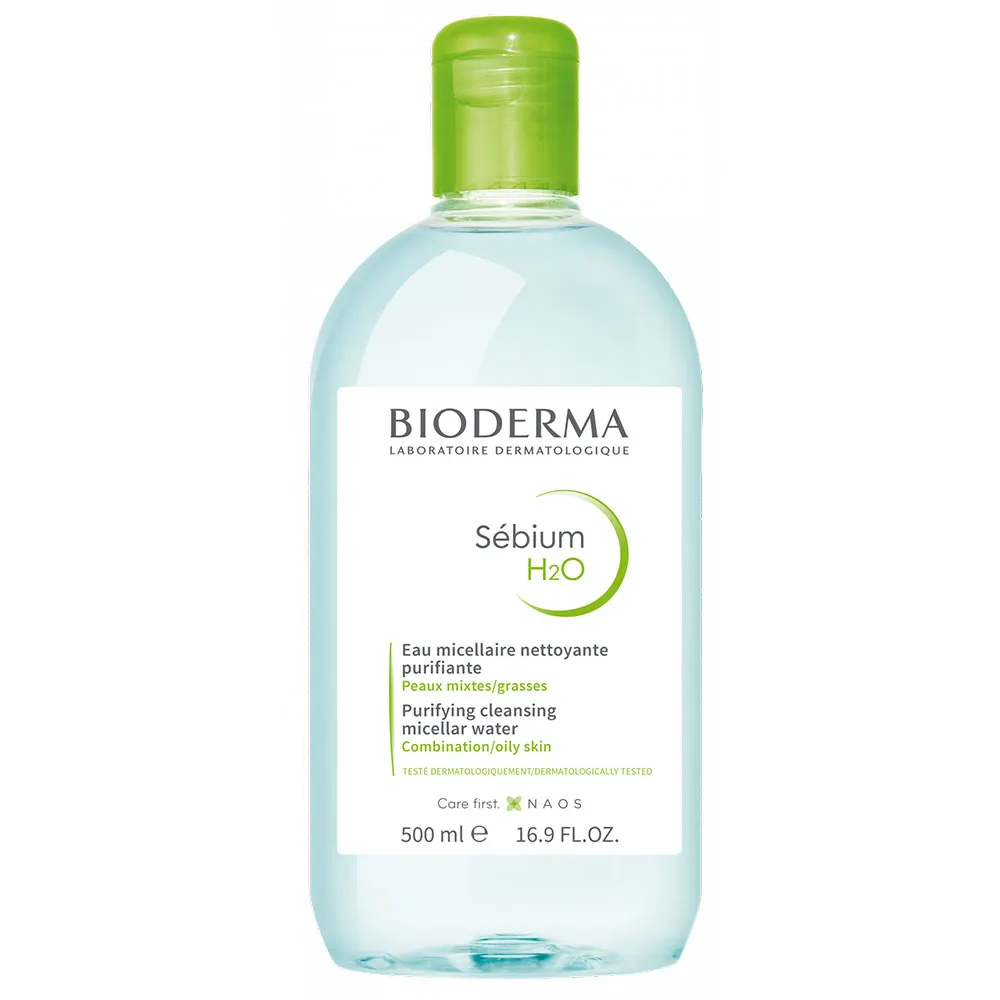 BIODERMA
LABORATOIRE DERMATOLOGIQUE
Sébium
H2O
Eau micellaire nettoyante
purifiante
Peaux mixtes/grasses
Purifying cleansing
micellar water
Combination/oily skin
TESTÉ DERMATOLOGIQUEMENT/DERMATOLOGICALLY TESTED
Care first. NAOS
500 ml ℮ 16.9 FL.OZ.